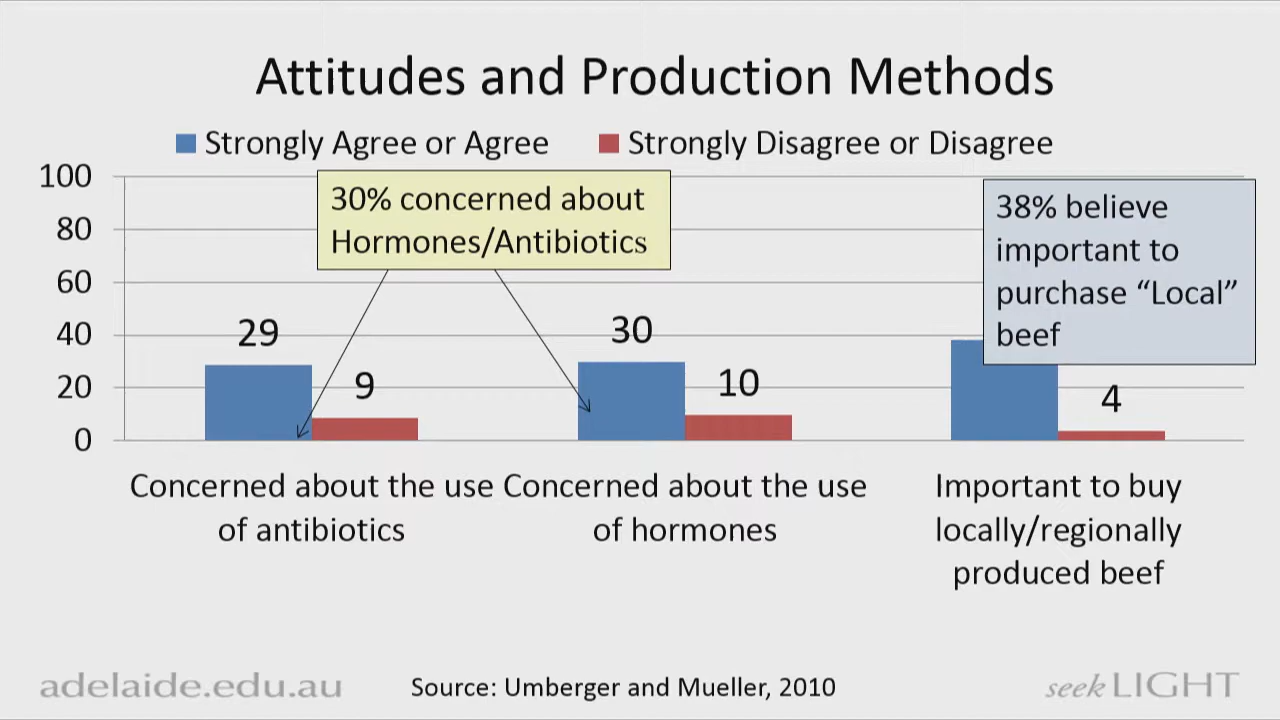 Attitudes and Production Methods
Strongly Agree or Agree
Strongly Disagree or Disagree
100
80
60
40
20
0
30% concerned about
Hormones/Antibiotics
38% believe
important to
purchase “Local”
beef
29
9
30
10
4
Concerned about the use
of antibiotics
Concerned about the use
of hormones
Important to buy
locally/regionally
produced beef
adelaide.edu.au
Source: Umberger and Mueller, 2010
seek LIGHT